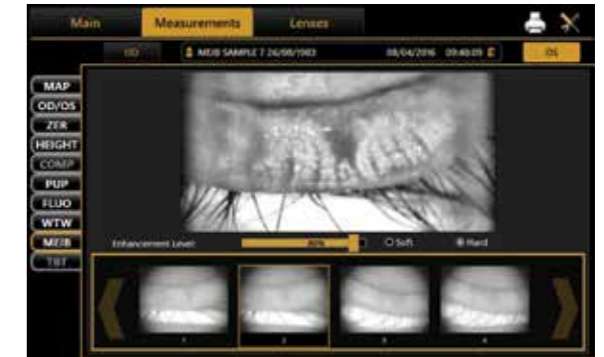 Main Measurements Lenses
OD MEIB SAMPLE 7 26/08/1983 08/04/2016 09:40:09 OS
MAP
OD/OS
ZER
HEIGHT
COMP
PUP
FLUO
WTW
MEIB
TBT
Enhancement Level: 80% Soft Hard
1 2 3 4